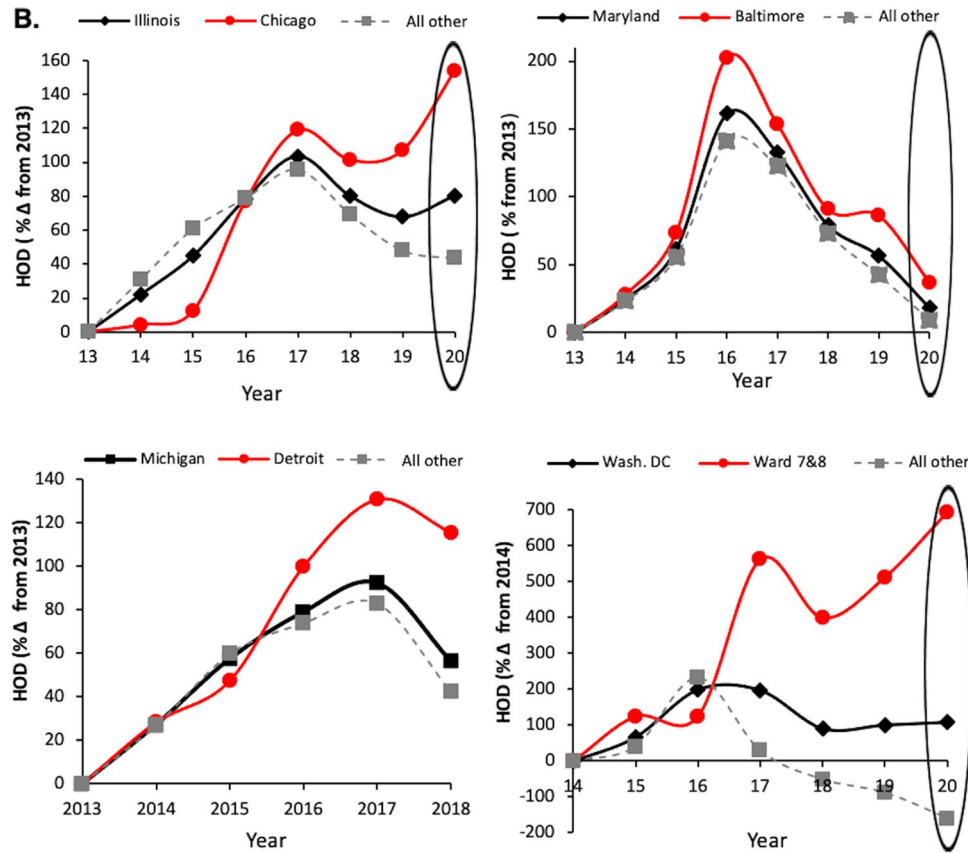 B.
Illinois Chicago All other
HOD ( % Δ from 2013)
160
140
120
100
80
60
40
20
0
13 14 15 16 17 18 19 20
Year
Maryland Baltimore All other
HOD ( % from 2013)
200
150
100
50
0
13 14 15 16 17 18 19 20
Year
Michigan Detroit All other
HOD (% Δ from 2013)
140
120
100
80
60
40
20
0
2013 2014 2015 2016 2017 2018
Year
Wash. DC Ward 7&8 All other
HOD (% Δ from 2014)
700
600
500
400
300
200
100
0
-100
-200
14 15 16 17 18 19 20
Year